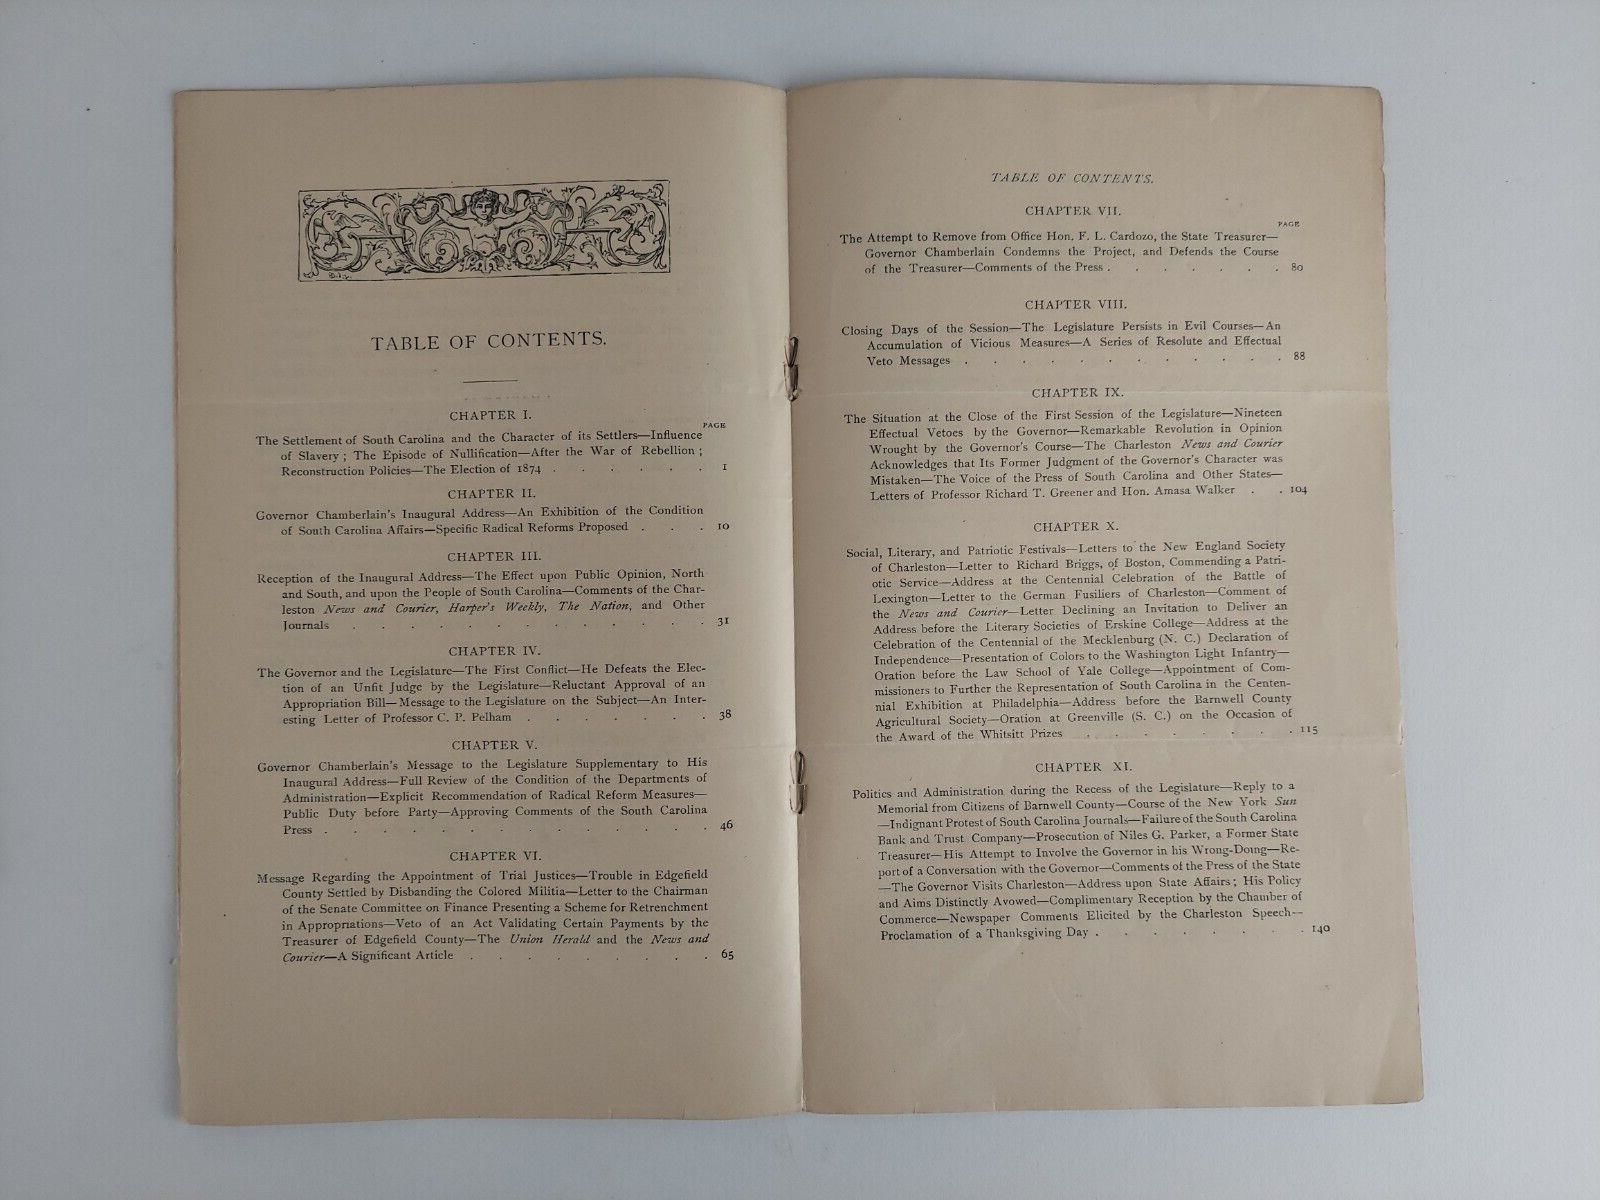 TABLE OF CONTENTS.
CHAPTER I.
PAGE
The Settlement of South Carolina and the Character of its Settlers—Influence
of Slavery ; The Episode of Nullification—After the War of Rebellion ;
Reconstruction Policies—The Election of 1874 . . . . . . . 1
CHAPTER II.
Governor Chamberlain's Inaugural Address—An Exhibition of the Condition
of South Carolina Affairs—Specific Radical Reforms Proposed . . . 10
CHAPTER III.
Reception of the Inaugural Address—The Effect upon Public Opinion, North
and South, and upon the People of South Carolina—Comments of the Char-
leston News and Courier, Harper's Weekly, The Nation, and Other
Journals . . . . . . . . . . . . . 31
CHAPTER IV.
The Governor and the Legislature—The First Conflict—He Defeats the Elec-
tion of an Unfit Judge by the Legislature—Reluctant Approval of an
Appropriation Bill—Message to the Legislature on the Subject—An Inter-
esting Letter of Professor C. P. Pelham . . . . . . . 38
CHAPTER V.
Governor Chamberlain's Message to the Legislature Supplementary to His
Inaugural Address—Full Review of the Condition of the Departments of
Administration—Explicit Recommendation of Radical Reform Measures—
Public Duty before Party—Approving Comments of the South Carolina
Press . . . . . . . . . . . . . . 46
CHAPTER VI.
Message Regarding the Appointment of Trial Justices—Trouble in Edgefield
County Settled by Disbanding the Colored Militia—Letter to the Chairman
of the Senate Committee on Finance Presenting a Scheme for Retrenchment
in Appropriations—Veto of an Act Validating Certain Payments by the
Treasurer of Edgefield County—The Union Herald and the News and
Courier—A Significant Article . . . . . . . . . 65
TABLE OF CONTENTS.
CHAPTER VII.
PAGE
The Attempt to Remove from Office Hon. F. L. Cardozo, the State Treasurer—
Governor Chamberlain Condemns the Project, and Defends the Course
of the Treasurer—Comments of the Press . . . . . . . 80
CHAPTER VIII.
Closing Days of the Session—The Legislature Persists in Evil Courses—An
Accumulation of Vicious Measures—A Series of Resolute and Effectual
Veto Messages . . . . . . . . . . . . 88
CHAPTER IX.
The Situation at the Close of the First Session of the Legislature—Nineteen
Effectual Vetoes by the Governor—Remarkable Revolution in Opinion
Wrought by the Governor's Course—The Charleston News and Courier
Acknowledges that Its Former Judgment of the Governor's Character was
Mistaken—The Voice of the Press of South Carolina and Other States—
Letters of Professor Richard T. Greener and Hon. Amasa Walker . . 104
CHAPTER X.
Social, Literary, and Patriotic Festivals—Letters to the New England Society
of Charleston—Letter to Richard Briggs, of Boston, Commending a Patri-
otic Service—Address at the Centennial Celebration of the Battle of
Lexington—Letter to the German Fusiliers of Charleston—Comment of
the News and Courier—Letter Declining an Invitation to Deliver an
Address before the Literary Societies of Erskine College—Address at the
Celebration of the Centennial of the Mecklenburg (N. C.) Declaration of
Independence—Presentation of Colors to the Washington Light Infantry—
Oration before the Law School of Yale College—Appointment of Com-
missioners to Further the Representation of South Carolina in the Centen-
nial Exhibition at Philadelphia—Address before the Barnwell County
Agricultural Society—Oration at Greenville (S. C.) on the Occasion of
the Award of the Whitsitt Prizes . . . . . . . . 115
CHAPTER XI.
Politics and Administration during the Recess of the Legislature—Reply to a
Memorial from Citizens of Barnwell County—Course of the New York Sun
—Indignant Protest of South Carolina Journals—Failure of the South Carolina
Bank and Trust Company—Prosecution of Niles G. Parker, a Former State
Treasurer—His Attempt to Involve the Governor in his Wrong-Doing—Re-
port of a Conversation with the Governor—Comments of the Press of the State
—The Governor Visits Charleston—Address upon State Affairs ; His Policy
and Aims Distinctly Avowed—Complimentary Reception by the Chamber of
Commerce—Newspaper Comments Elicited by the Charleston Speech—
Proclamation of a Thanksgiving Day . . . . . . . . 140